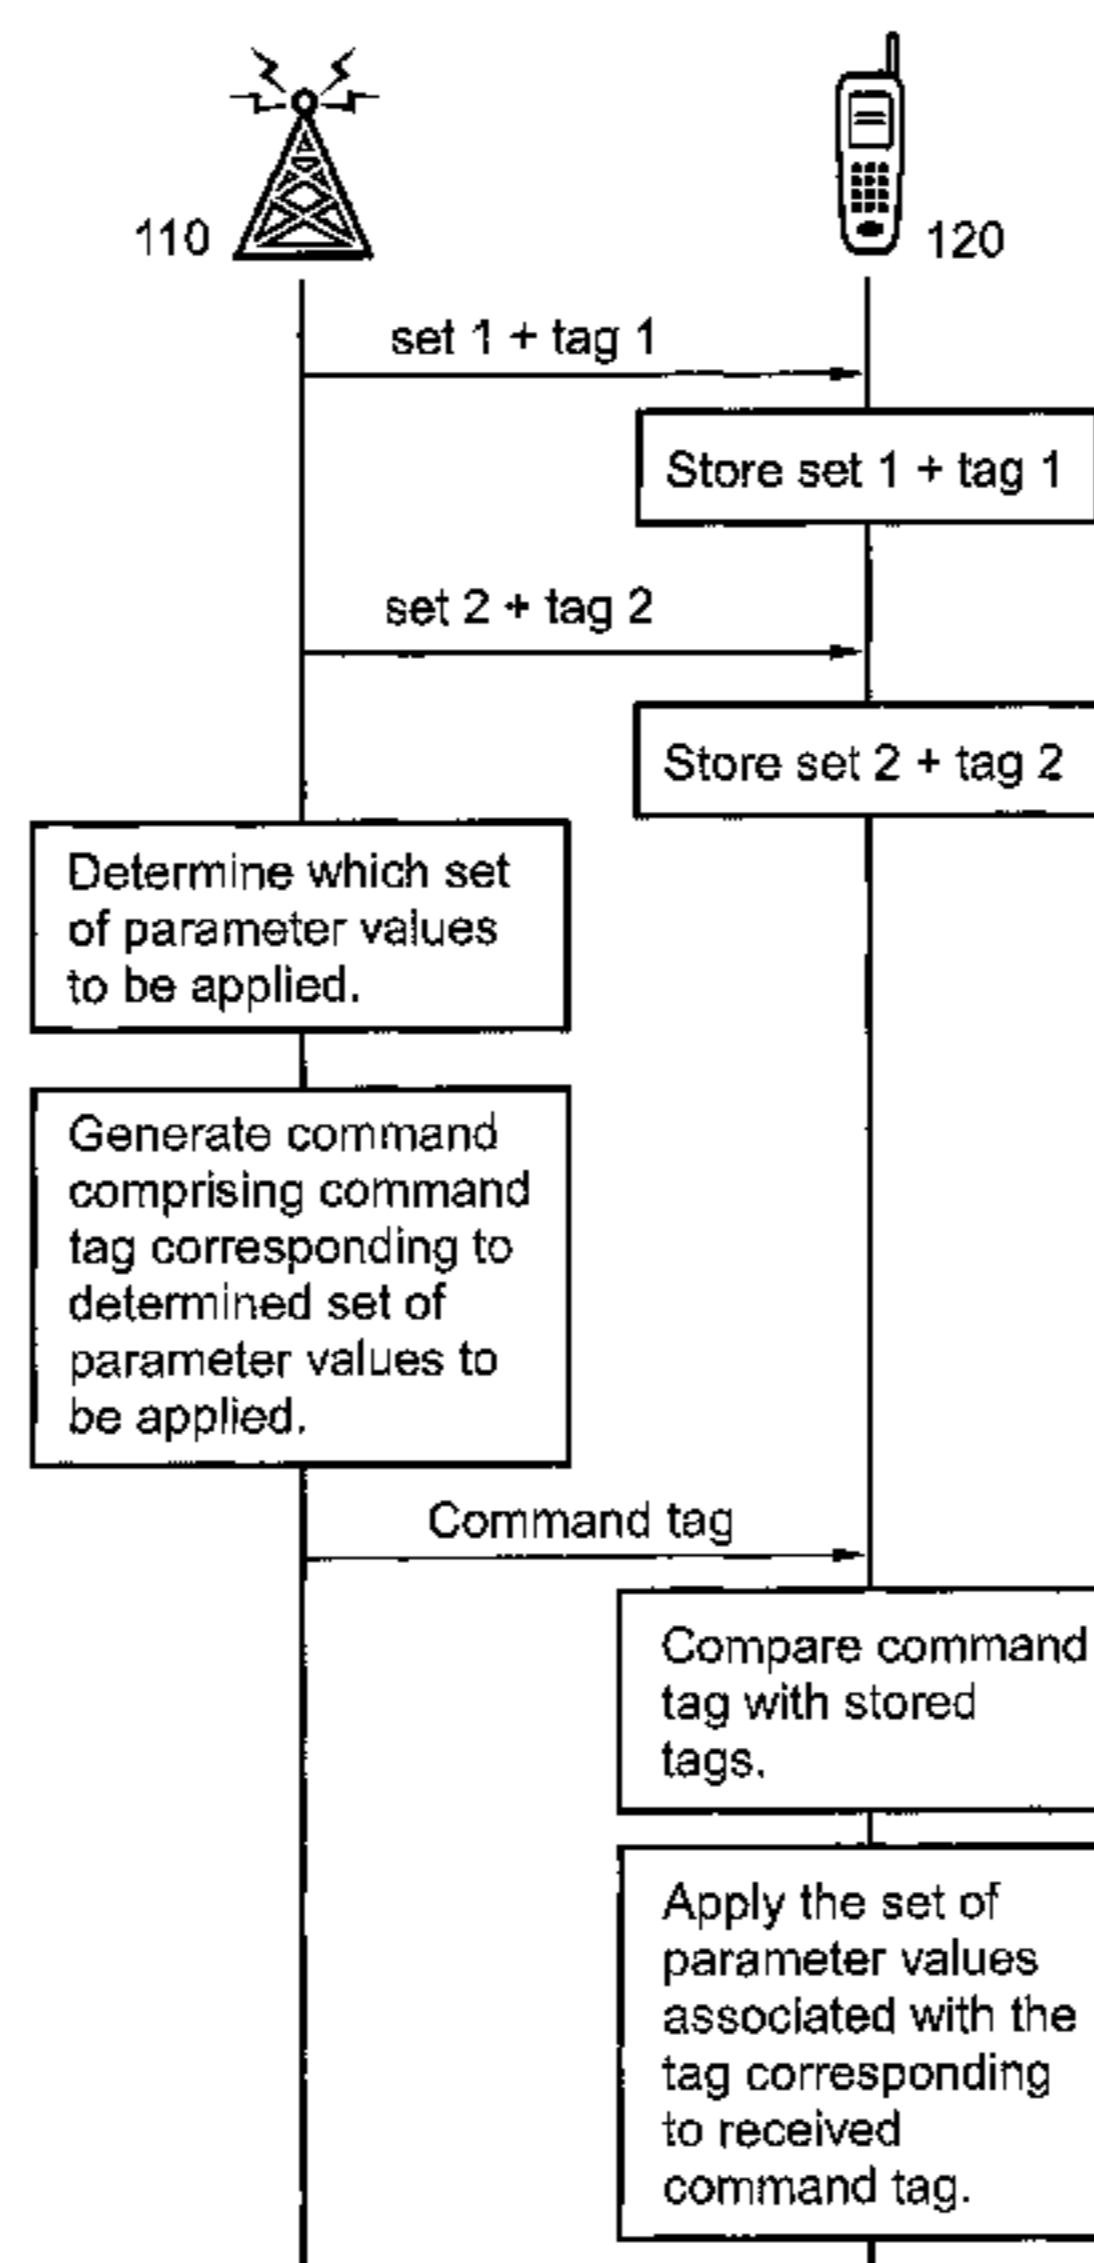 110
120
set 1 + tag 1
Store set 1 + tag 1
set 2 + tag 2
Store set 2 + tag 2
Determine which set
of parameter values
to be applied.
Generate command
comprising command
tag corresponding to
determined set of
parameter values to
be applied.
Command tag
Compare command
tag with stored
tags.
Apply the set of
parameter values
associated with the
tag corresponding
to received
command tag.